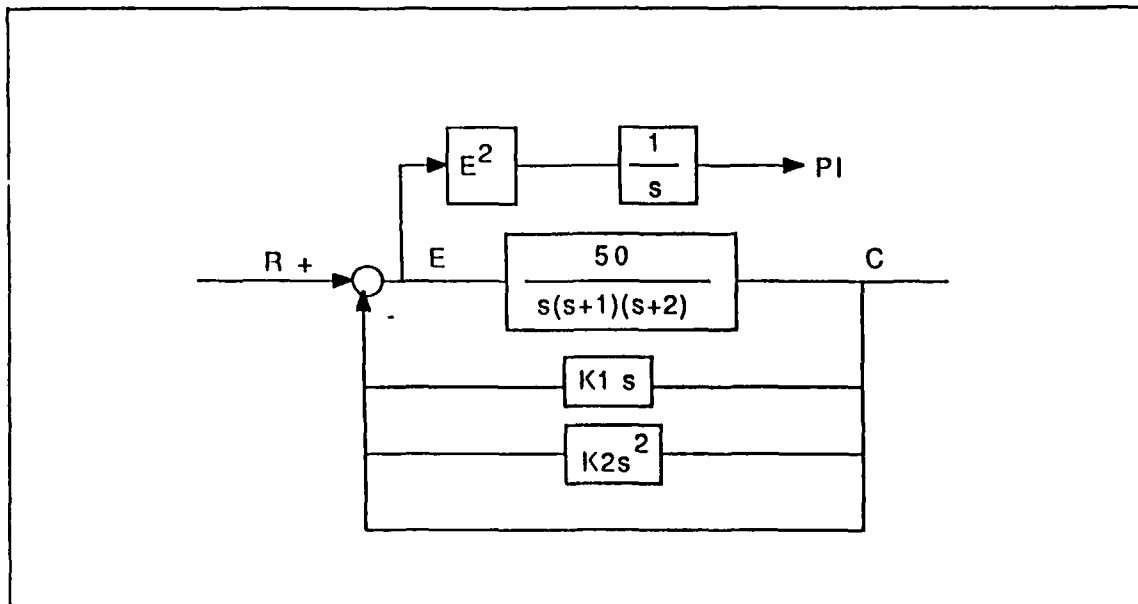 E²
1
s
PI
R +
E
50
s(s+1)(s+2)
C
-
K1 s
K2s²